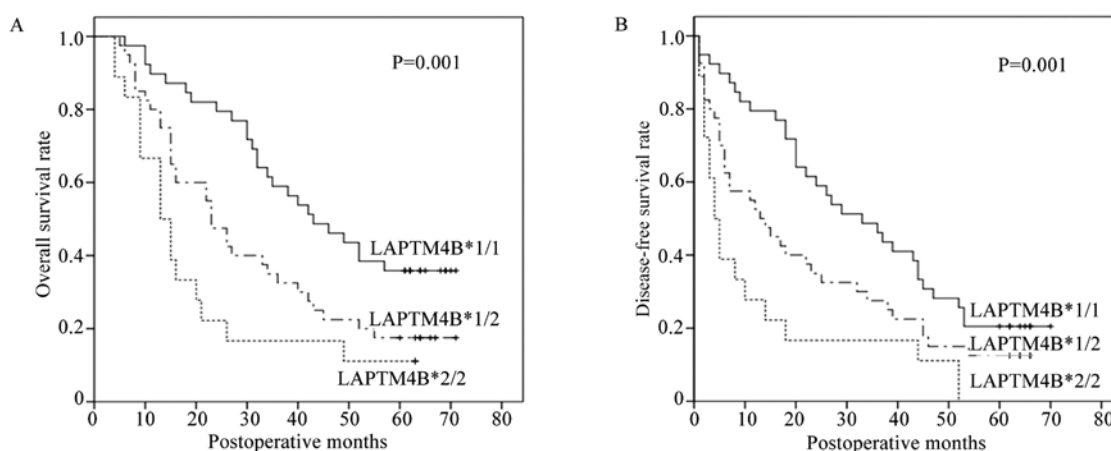 A
Overall survival rate
1.0
0.8
0.6
0.4
0.2
0
P=0.001
LAPTM4B*1/1
LAPTM4B*1/2
LAPTM4B*2/2
0 10 20 30 40 50 60 70 80
Postoperative months
B
Disease-free survival rate
1.0
0.8
0.6
0.4
0.2
0
P=0.001
LAPTM4B*1/1
LAPTM4B*1/2
LAPTM4B*2/2
0 10 20 30 40 50 60 70 80
Postoperative months